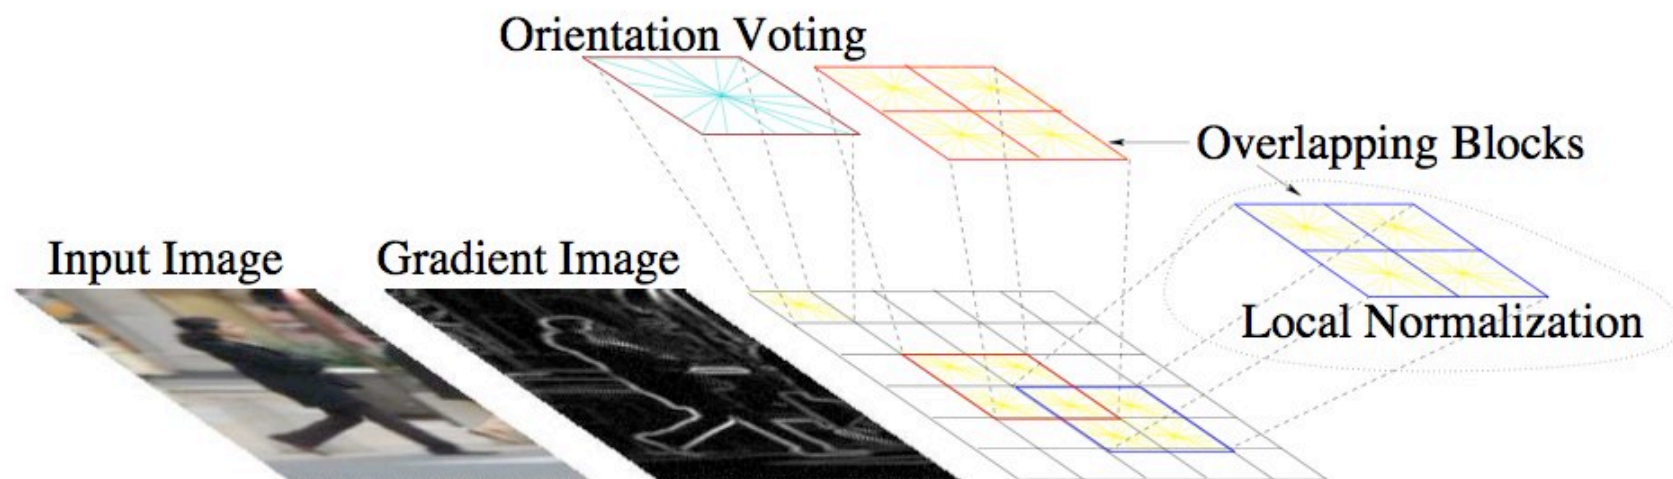 Orientation Voting
Overlapping Blocks
Input Image
Gradient Image
Local Normalization